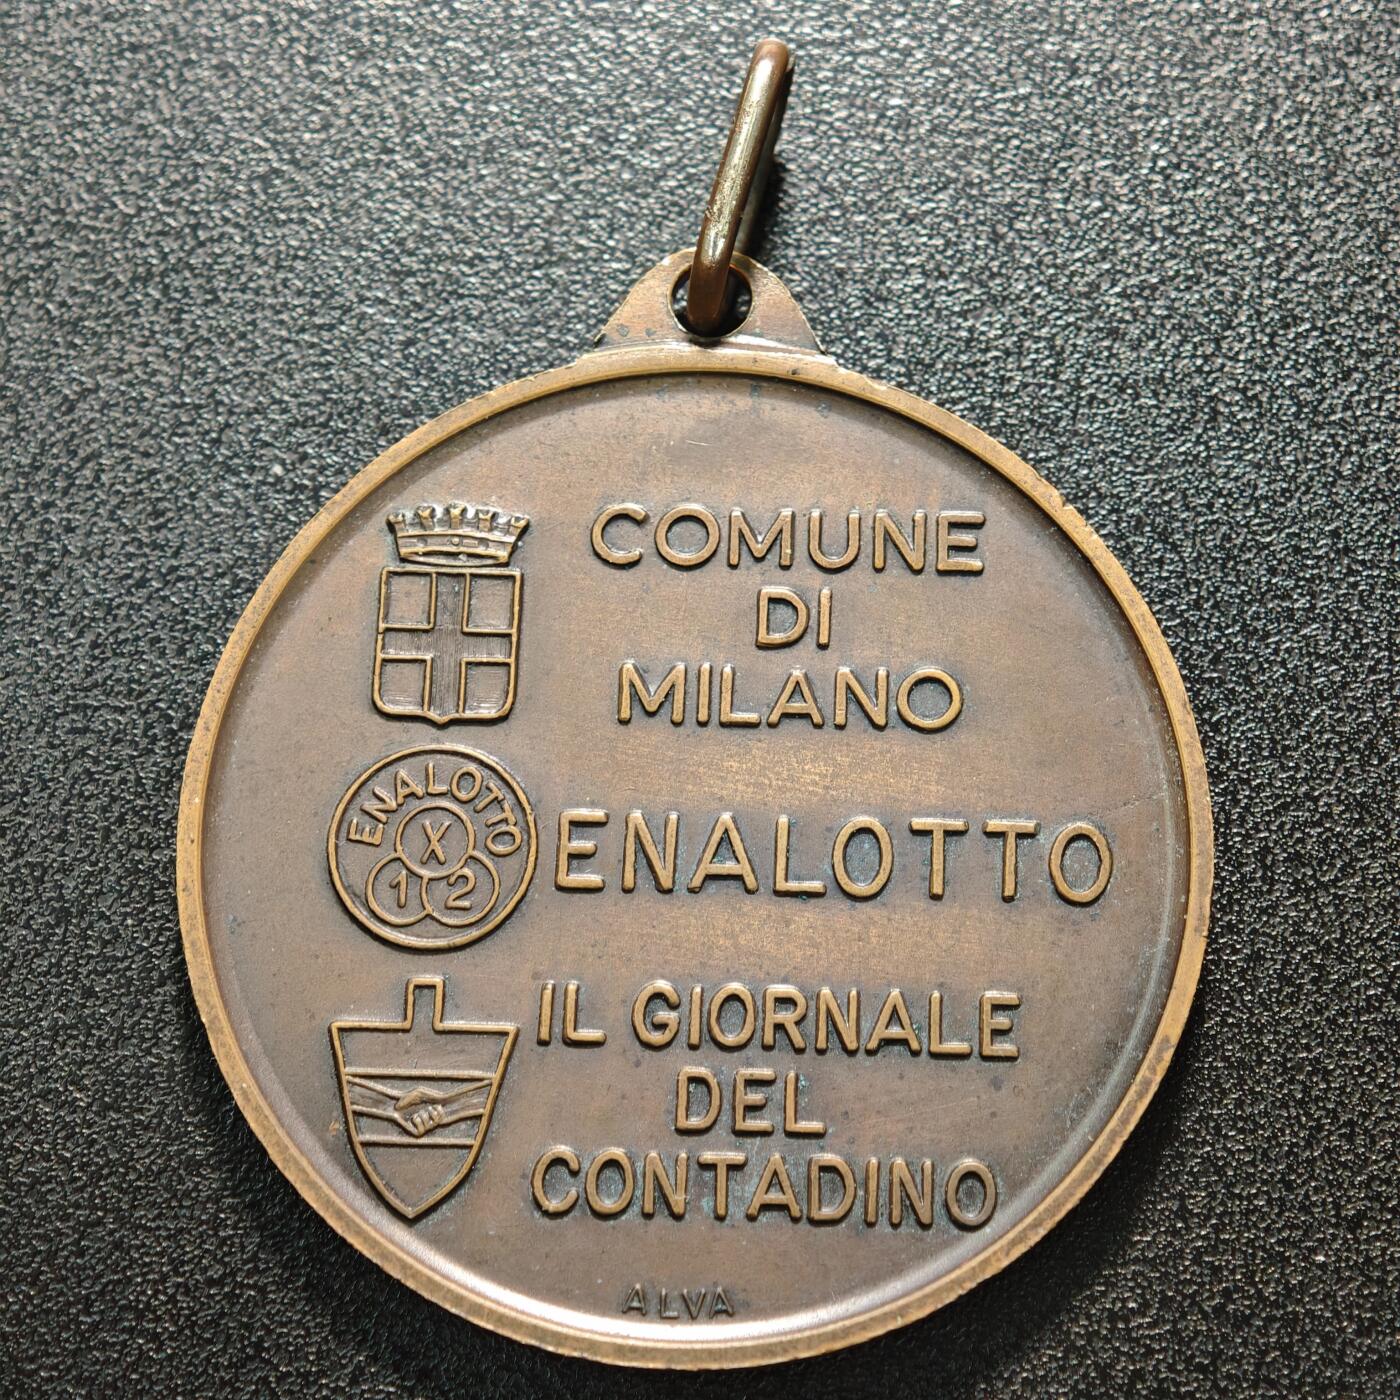 COMUNE
DI
MILANO
ENALOTTO
X
1 2
ENALOTTO
IL GIORNALE
DEL
CONTADINO
ALVA